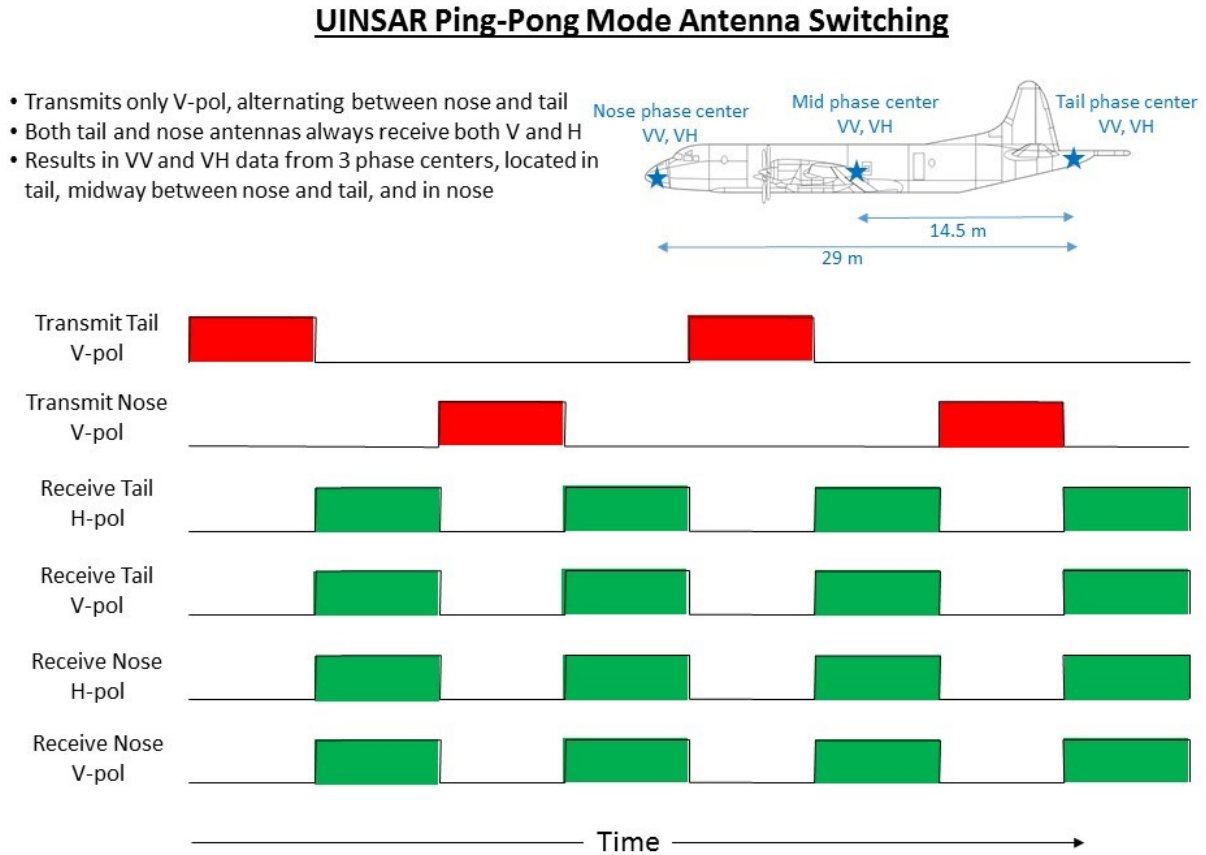 UINSAR Ping-Pong Mode Antenna Switching
• Transmits only V-pol, alternating between nose and tail
• Both tail and nose antennas always receive both V and H
• Results in VV and VH data from 3 phase centers, located in
tail, midway between nose and tail, and in nose
Nose phase center
VV, VH
Mid phase center
VV, VH
Tail phase center
VV, VH
14.5 m
29 m
Transmit Tail
V-pol
Transmit Nose
V-pol
Receive Tail
H-pol
Receive Tail
V-pol
Receive Nose
H-pol
Receive Nose
V-pol
Time